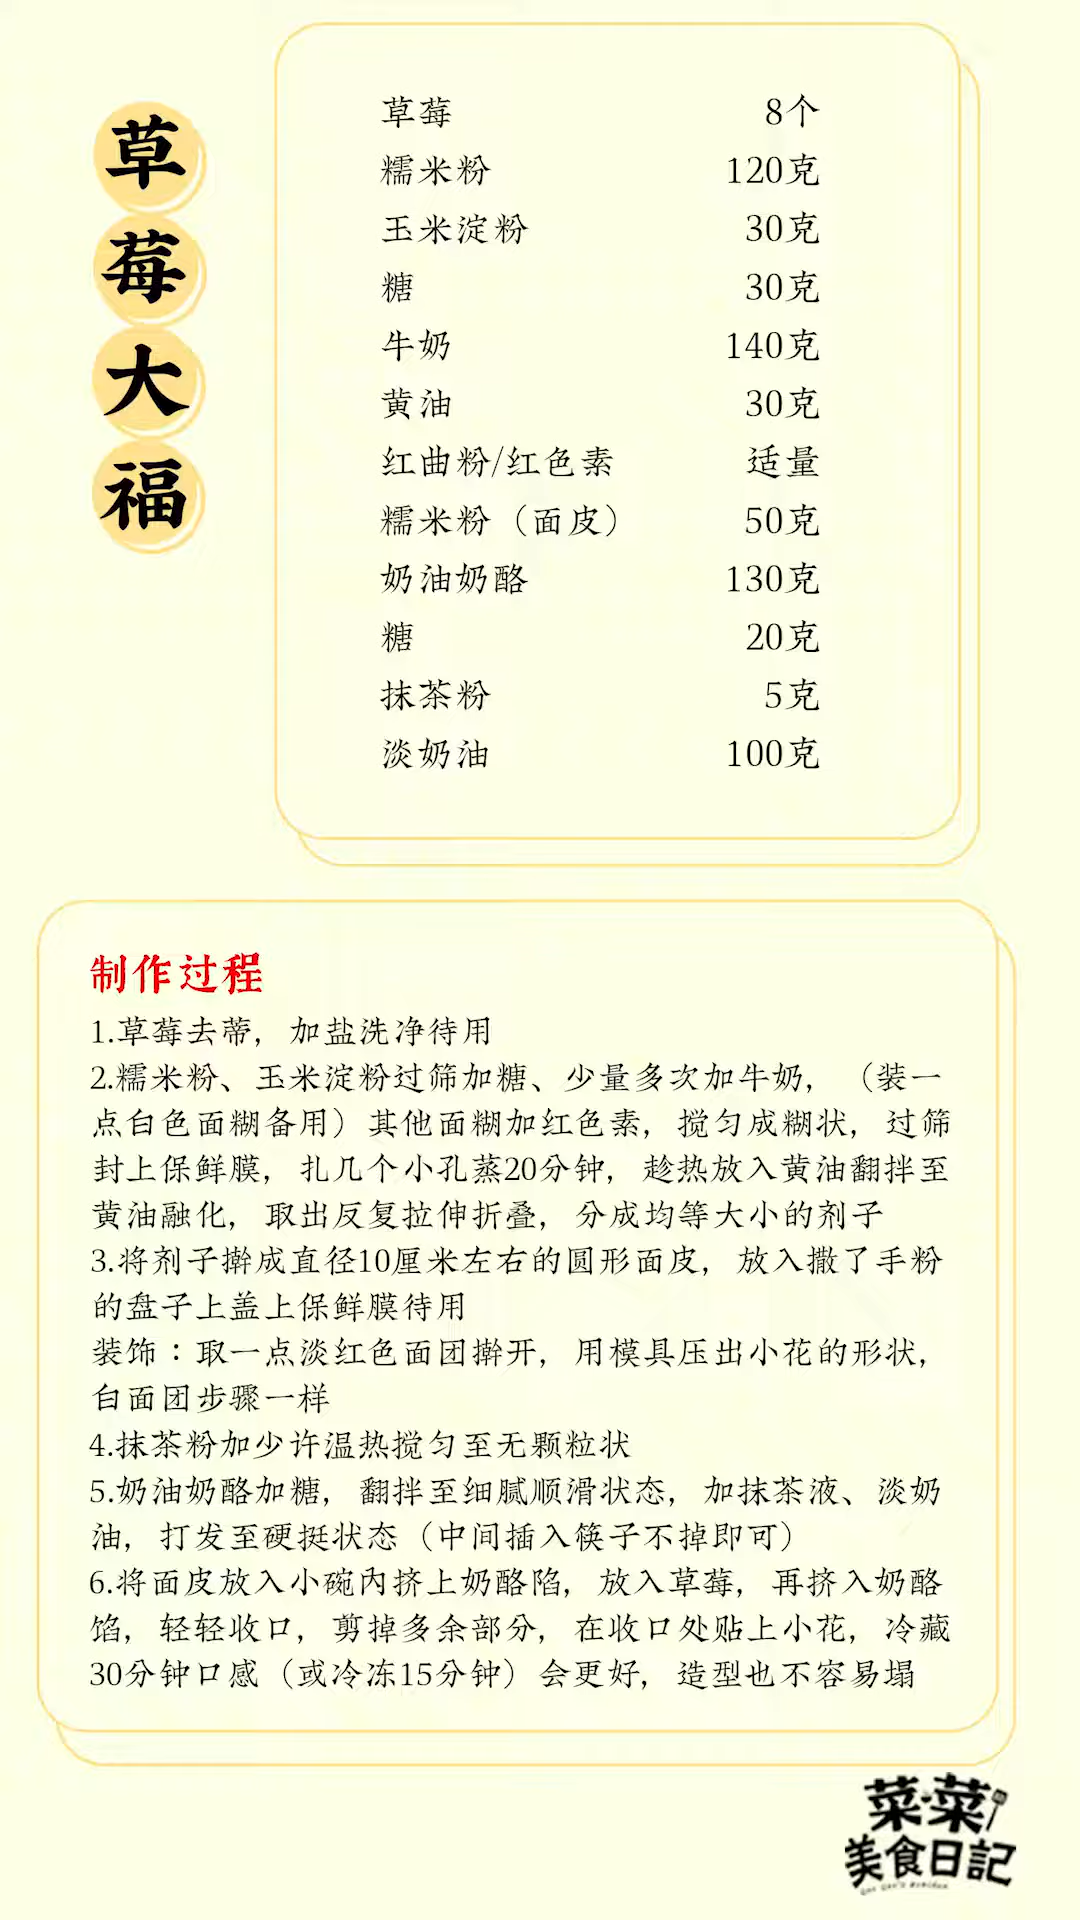 草莓大福
草莓 8个
糯米粉 120克
玉米淀粉 30克
糖 30克
牛奶 140克
黄油 30克
红曲粉/红色素 适量
糯米粉（面皮） 50克
奶油奶酪 130克
糖 20克
抹茶粉 5克
淡奶油 100克
制作过程
1.草莓去蒂，加盐洗净待用
2.糯米粉、玉米淀粉过筛加糖、少量多次加牛奶，（装一
点白色面糊备用）其他面糊加红色素，搅匀成糊状，过筛
封上保鲜膜，扎几个小孔蒸20分钟，趁热放入黄油翻拌至
黄油融化，取出反复拉伸折叠，分成均等大小的剂子
3.将剂子擀成直径10厘米左右的圆形面皮，放入撒了手粉
的盘子上盖上保鲜膜待用
装饰：取一点淡红色面团擀开，用模具压出小花的形状，
白面团步骤一样
4.抹茶粉加少许温热搅匀至无颗粒状
5.奶油奶酪加糖，翻拌至细腻顺滑状态，加抹茶液、淡奶
油，打发至硬挺状态（中间插入筷子不掉即可）
6.将面皮放入小碗内挤上奶酪陷，放入草莓，再挤入奶酪
馅，轻轻收口，剪掉多余部分，在收口处贴上小花，冷藏
30分钟口感（或冷冻15分钟）会更好，造型也不容易塌
菜菜
美食日記